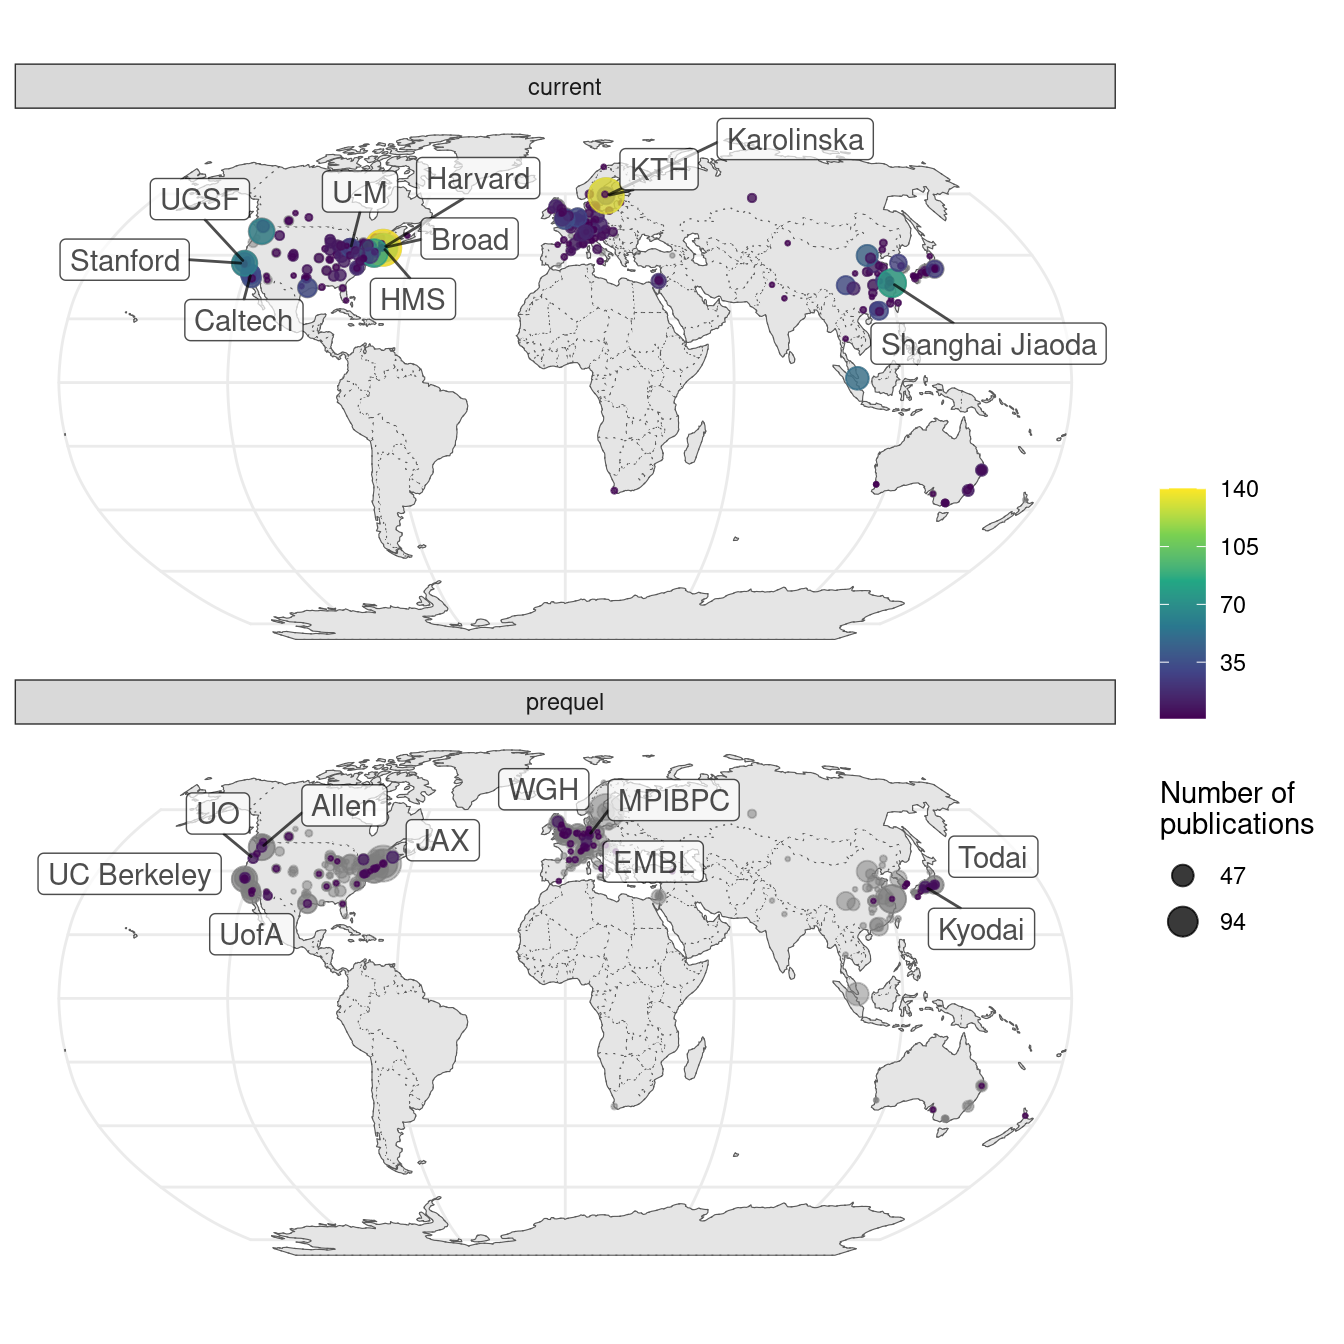 current
Karolinska
KTH
Harvard
U-M
UCSF
Broad
Stanford
HMS
Caltech
Shanghai Jiaoda
prequel
WGH
MPIBPC
Allen
UO
JAX
Todai
EMBL
UC Berkeley
Kyodai
UofA
140
105
70
35
Number of
publications
47
94